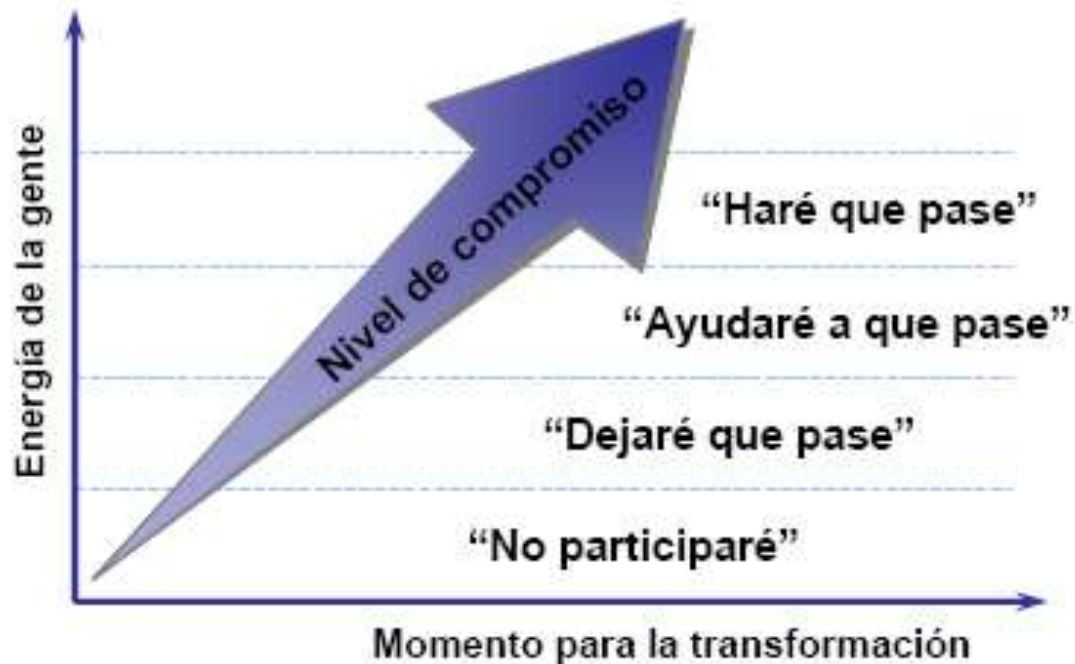 Energía de la gente
Nivel de compromiso
“Haré que pase”
“Ayudaré a que pase”
“Dejaré que pase”
“No participaré”
Momento para la transformación